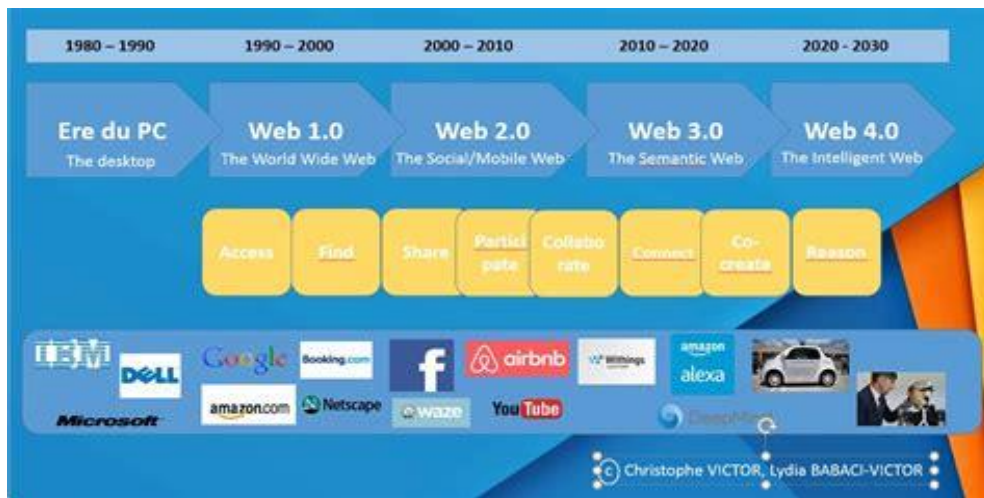 1980 – 1990 1990 – 2000 2000 – 2010 2010 – 2020 2020 - 2030
Ere du PC Web 1.0 Web 2.0 Web 3.0 Web 4.0
The desktop The World Wide Web The Social/Mobile Web The Semantic Web The Intelligent Web
Access Find Share Partici Collabo Connect Co- Reason
pate rate create
IBM Google Booking.com f airbnb Withings amazon
DELL alexa
Microsoft amazon.com Netscape waze YouTube DeepMind
c Christophe VICTOR, Lydia BABACI-VICTOR